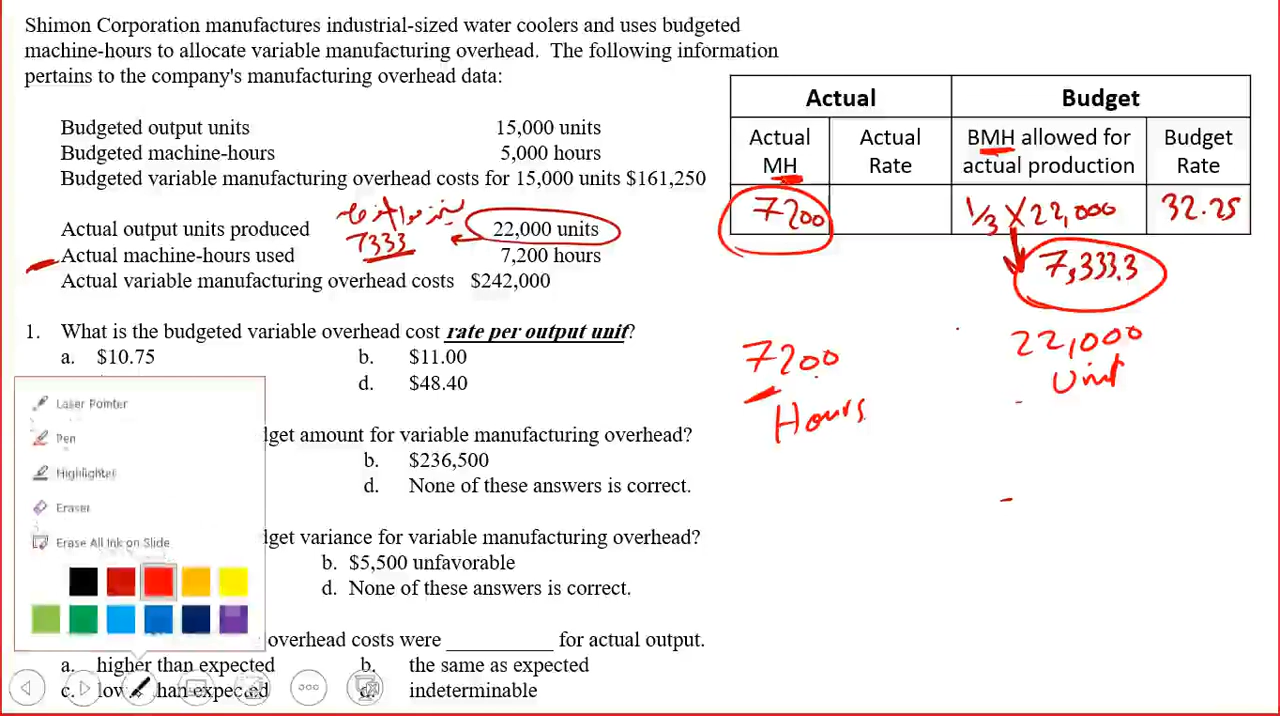 Shimon Corporation manufactures industrial-sized water coolers and uses budgeted
machine-hours to allocate variable manufacturing overhead. The following information
pertains to the company's manufacturing overhead data:
Budgeted output units 15,000 units
Budgeted machine-hours 5,000 hours
Budgeted variable manufacturing overhead costs for 15,000 units $161,250
Actual output units produced 22,000 units
7333
Actual machine-hours used 7,200 hours
Actual variable manufacturing overhead costs $242,000
Actual Budget
Actual MH Actual Rate BMH allowed for actual production Budget Rate
7200 1/3 X 22,000 32.25
7,333.3
7200 Hours
22,000 Unit
1. What is the budgeted variable overhead cost rate per output unit?
a. $10.75 b. $11.00
d. $48.40
get amount for variable manufacturing overhead?
b. $236,500
d. None of these answers is correct.
get variance for variable manufacturing overhead?
b. $5,500 unfavorable
d. None of these answers is correct.
overhead costs were __________ for actual output.
a. higher than expected b. the same as expected
c. low han expected d. indeterminable
Laser Pointer
Pen
Highlighter
Eraser
Erase All Ink on Slide